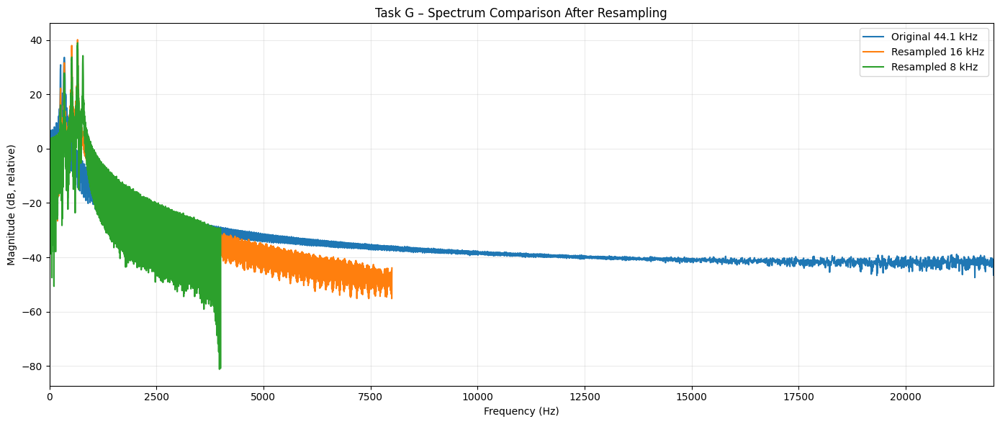 Task G – Spectrum Comparison After Resampling
Original 44.1 kHz
Resampled 16 kHz
Resampled 8 kHz
Magnitude (dB, relative)
40
20
0
−20
−40
−60
−80
0 2500 5000 7500 10000 12500 15000 17500 20000
Frequency (Hz)